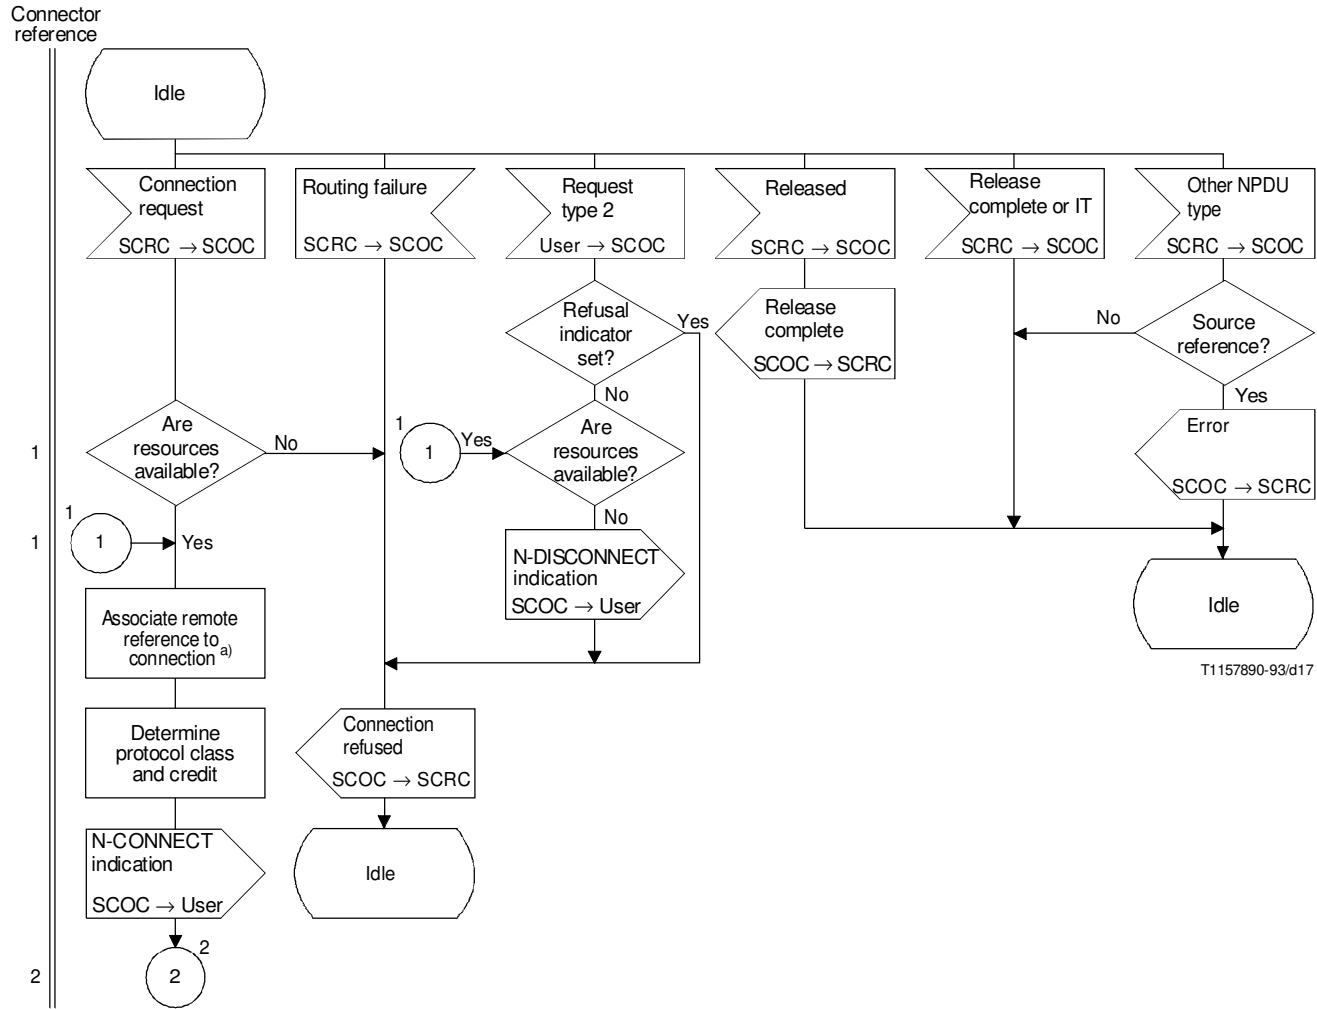 Connector
reference
Idle
Connection
request
SCRC → SCOC
Routing failure
SCRC → SCOC
Request
type 2
User → SCOC
Released
SCRC → SCOC
Release
complete or IT
SCRC → SCOC
Other NPDU
type
SCRC → SCOC
Refusal
indicator
set?
Yes
No
Release
complete
SCOC → SCRC
Source
reference?
No
Yes
Error
SCOC → SCRC
1
Are
resources
available?
No
1
1
Yes
Are
resources
available?
No
1
1
1
Yes
N-DISCONNECT
indication
SCOC → User
Idle
T1157890-93/d17
Associate remote
reference to
connection a)
Determine
protocol class
and credit
Connection
refused
SCOC → SCRC
N-CONNECT
indication
SCOC → User
Idle
2
2
2